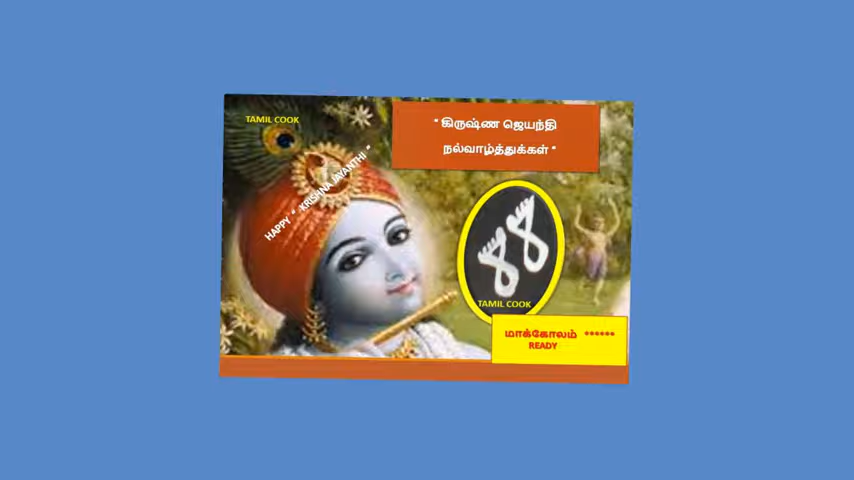 TAMIL COOK
" கிருஷ்ண ஜெயந்தி
நல்வாழ்த்துக்கள் "
HAPPY " KRISHNA JAYANTHI "
TAMIL COOK
மாக்கோலம் ******
READY